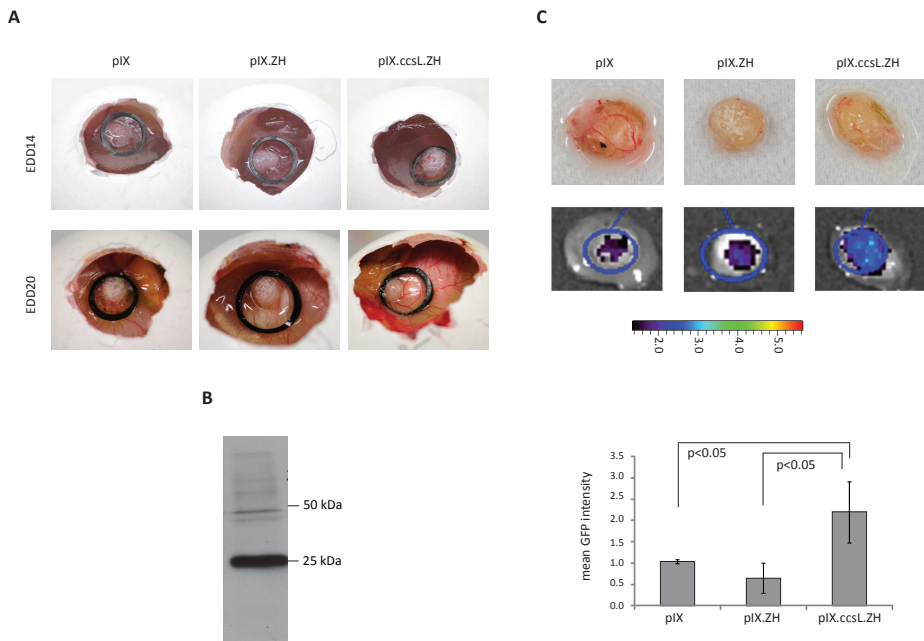 A
pIX
pIX.ZH
pIX.ccsL.ZH
EDD14
EDD20
B
50 kDa
25 kDa
C
pIX
pIX.ZH
pIX.ccsL.ZH
2.0
3.0
4.0
5.0
p<0.05
p<0.05
mean GFP intensity
3.5
3.0
2.5
2.0
1.5
1.0
0.5
0.0
pIX
pIX.ZH
pIX.ccsL.ZH